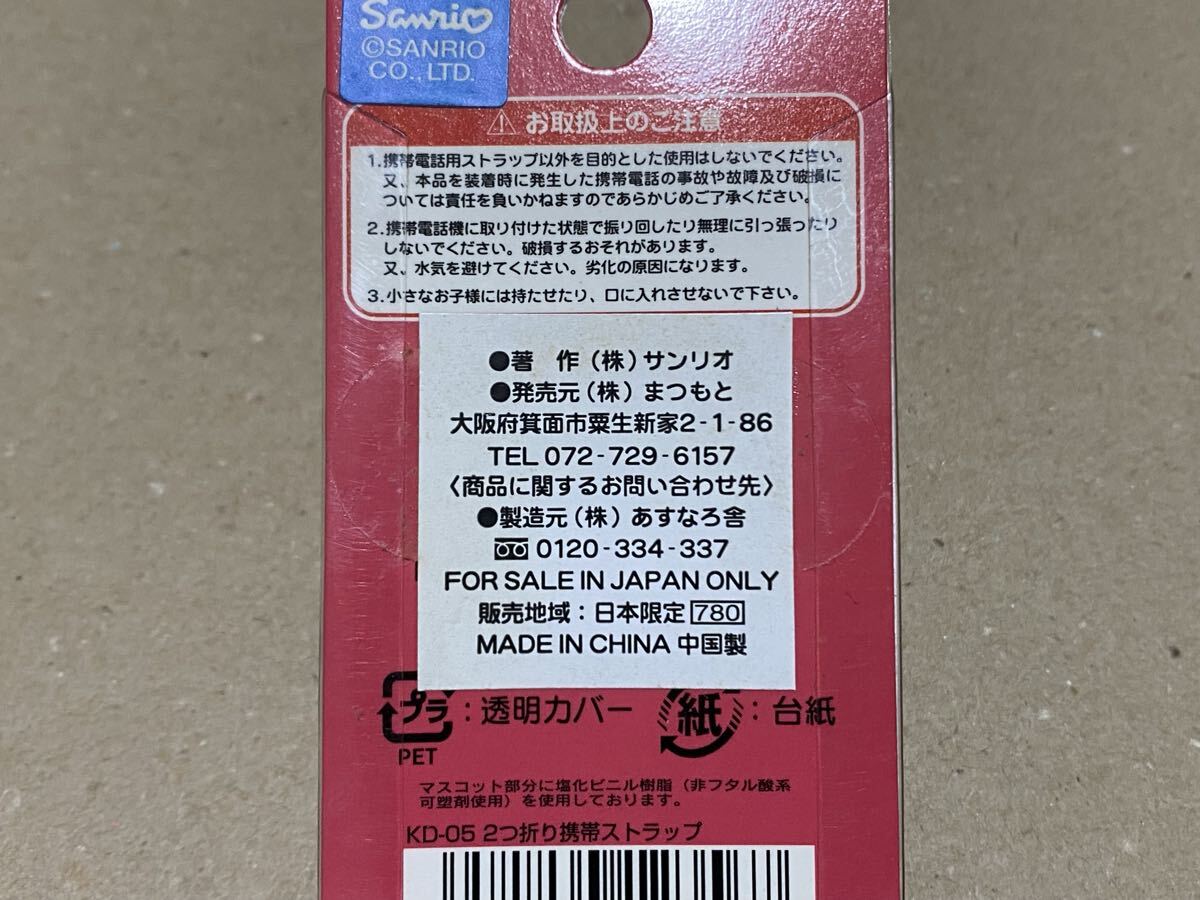 Sanrio
©SANRIO
CO., LTD.
⚠お取扱上のご注意
1.携帯電話用ストラップ以外を目的とした使用はしないでください。
又、本品を装着時に発生した携帯電話の事故や故障及び破損に
ついては責任を負いかねますのであらかじめご了承ください。
2.携帯電話機に取り付けた状態で振り回したり無理に引っ張ったり
しないでください。破損するおそれがあります。
又、水気を避けてください。劣化の原因になります。
3.小さなお子様には持たせたり、口に入れさせないで下さい。
●著 作（株）サンリオ
●発売元（株）まつもと
大阪府箕面市粟生新家2-1-86
TEL 072-729-6157
〈商品に関するお問い合わせ先〉
●製造元（株）あすなろ舎
0120-334-337
FOR SALE IN JAPAN ONLY
販売地域：日本限定 780
MADE IN CHINA 中国製
プラ：透明カバー 紙：台紙
PET
マスコット部分に塩化ビニル樹脂（非フタル酸系
可塑剤使用）を使用しております。
KD-05 2つ折り携帯ストラップ